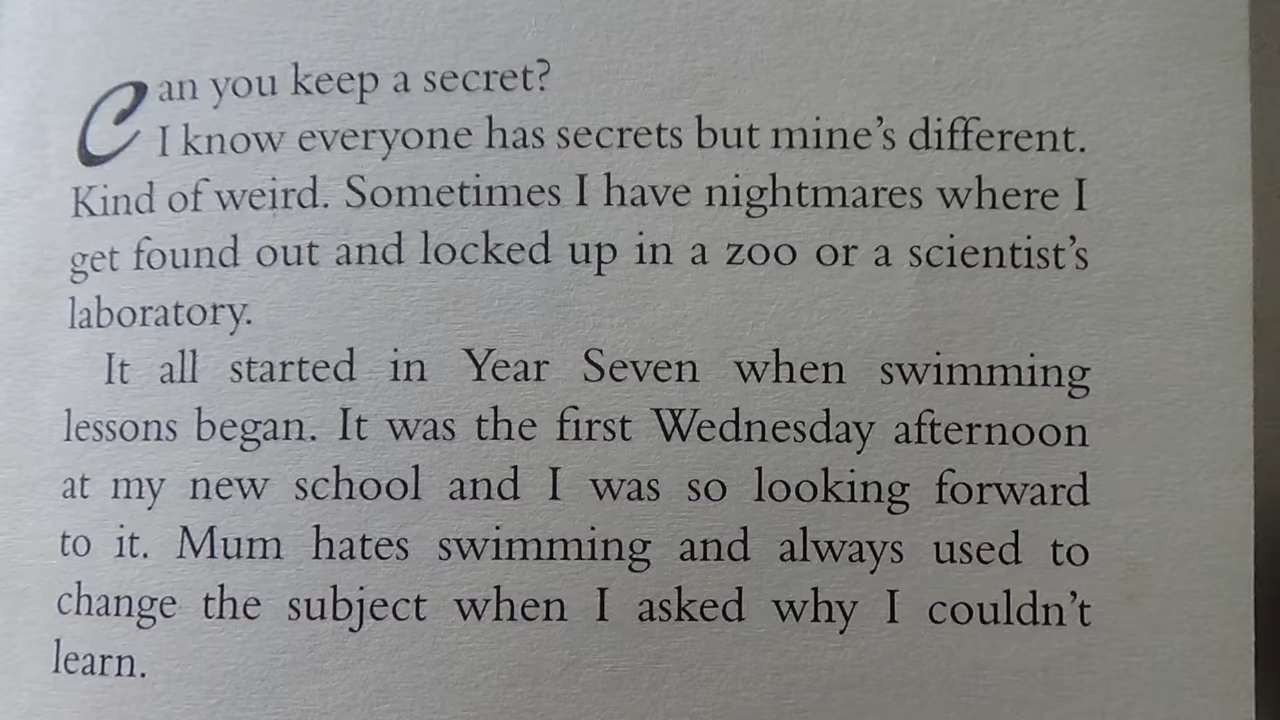 Can you keep a secret?
I know everyone has secrets but mine's different.
Kind of weird. Sometimes I have nightmares where I
get found out and locked up in a zoo or a scientist's
laboratory.
It all started in Year Seven when swimming
lessons began. It was the first Wednesday afternoon
at my new school and I was so looking forward
to it. Mum hates swimming and always used to
change the subject when I asked why I couldn't
learn.